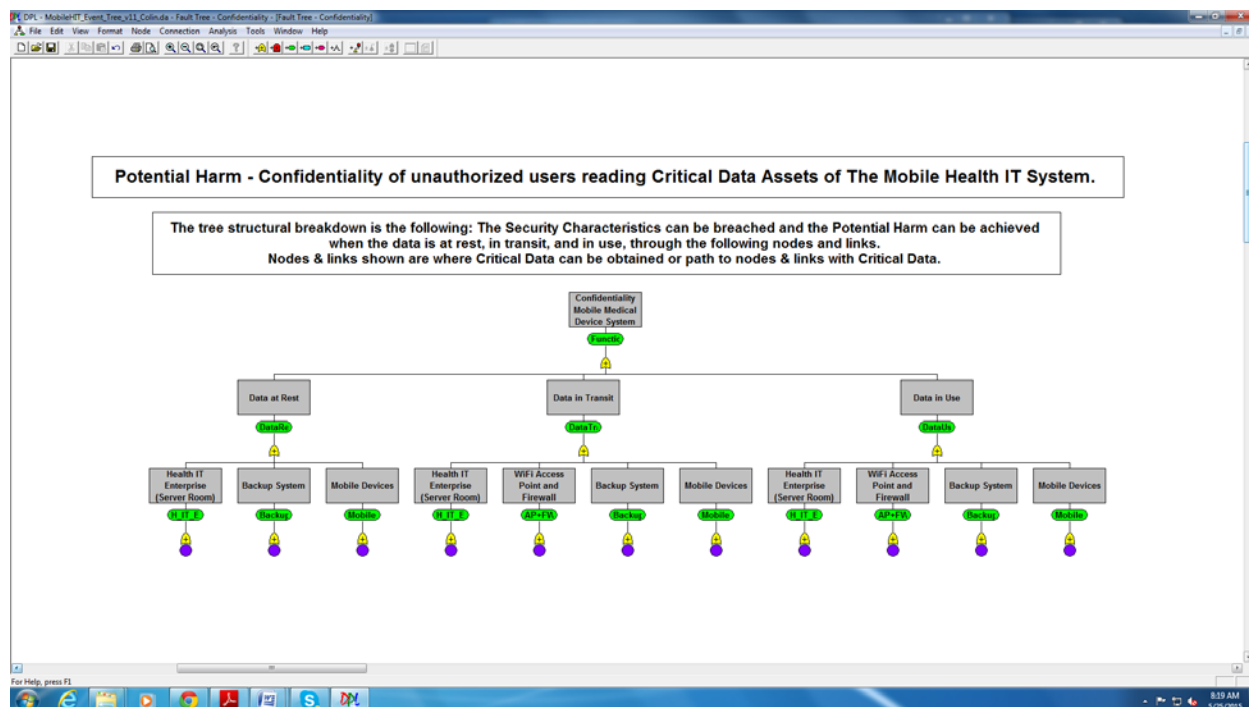 DPL - MobileHIT_Event_Tree_v11_Colin.da - Fault Tree - Confidentiality - [Fault Tree - Confidentiality]
File Edit View Format Node Connection Analysis Tools Window Help
Potential Harm - Confidentiality of unauthorized users reading Critical Data Assets of The Mobile Health IT System.
The tree structural breakdown is the following: The Security Characteristics can be breached and the Potential Harm can be achieved
when the data is at rest, in transit, and in use, through the following nodes and links.
Nodes & links shown are where Critical Data can be obtained or path to nodes & links with Critical Data.
Confidentiality
Mobile Medical
Device System
Functic
Data at Rest
Data in Transit
Data in Use
DataRe
DataTr
DataUs
Health IT
Enterprise
(Server Room)
Backup System
Mobile Devices
Health IT
Enterprise
(Server Room)
WiFi Access
Point and
Firewall
Backup System
Mobile Devices
Health IT
Enterprise
(Server Room)
WiFi Access
Point and
Firewall
Backup System
Mobile Devices
H_IT_E
Backup
Mobile
H_IT_E
AP+FW
Backup
Mobile
H_IT_E
AP+FW
Backup
Mobile
For Help, press F1
8:19 AM
5/25/2015